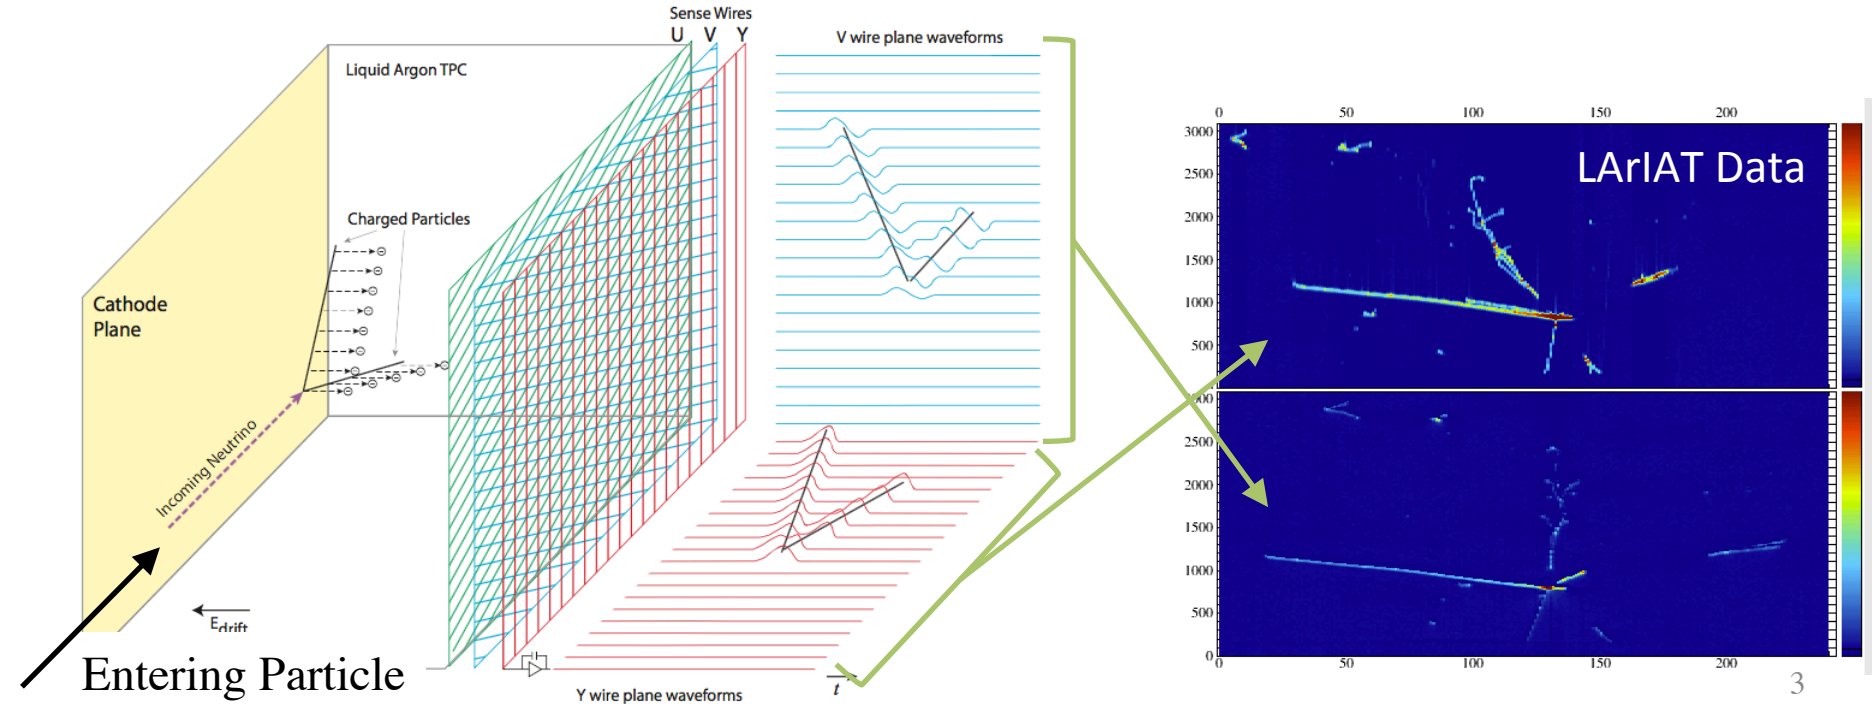 Sense Wires
U V Y
Liquid Argon TPC
Charged Particles
Cathode
Plane
Incoming Neutrino
Edrift
Entering Particle
V wire plane waveforms
Y wire plane waveforms
t
LArIAT Data
0 50 100 150 200
3000
2500
2000
1500
1000
500
2500
2000
1500
1000
500
0
0 50 100 150 200
3